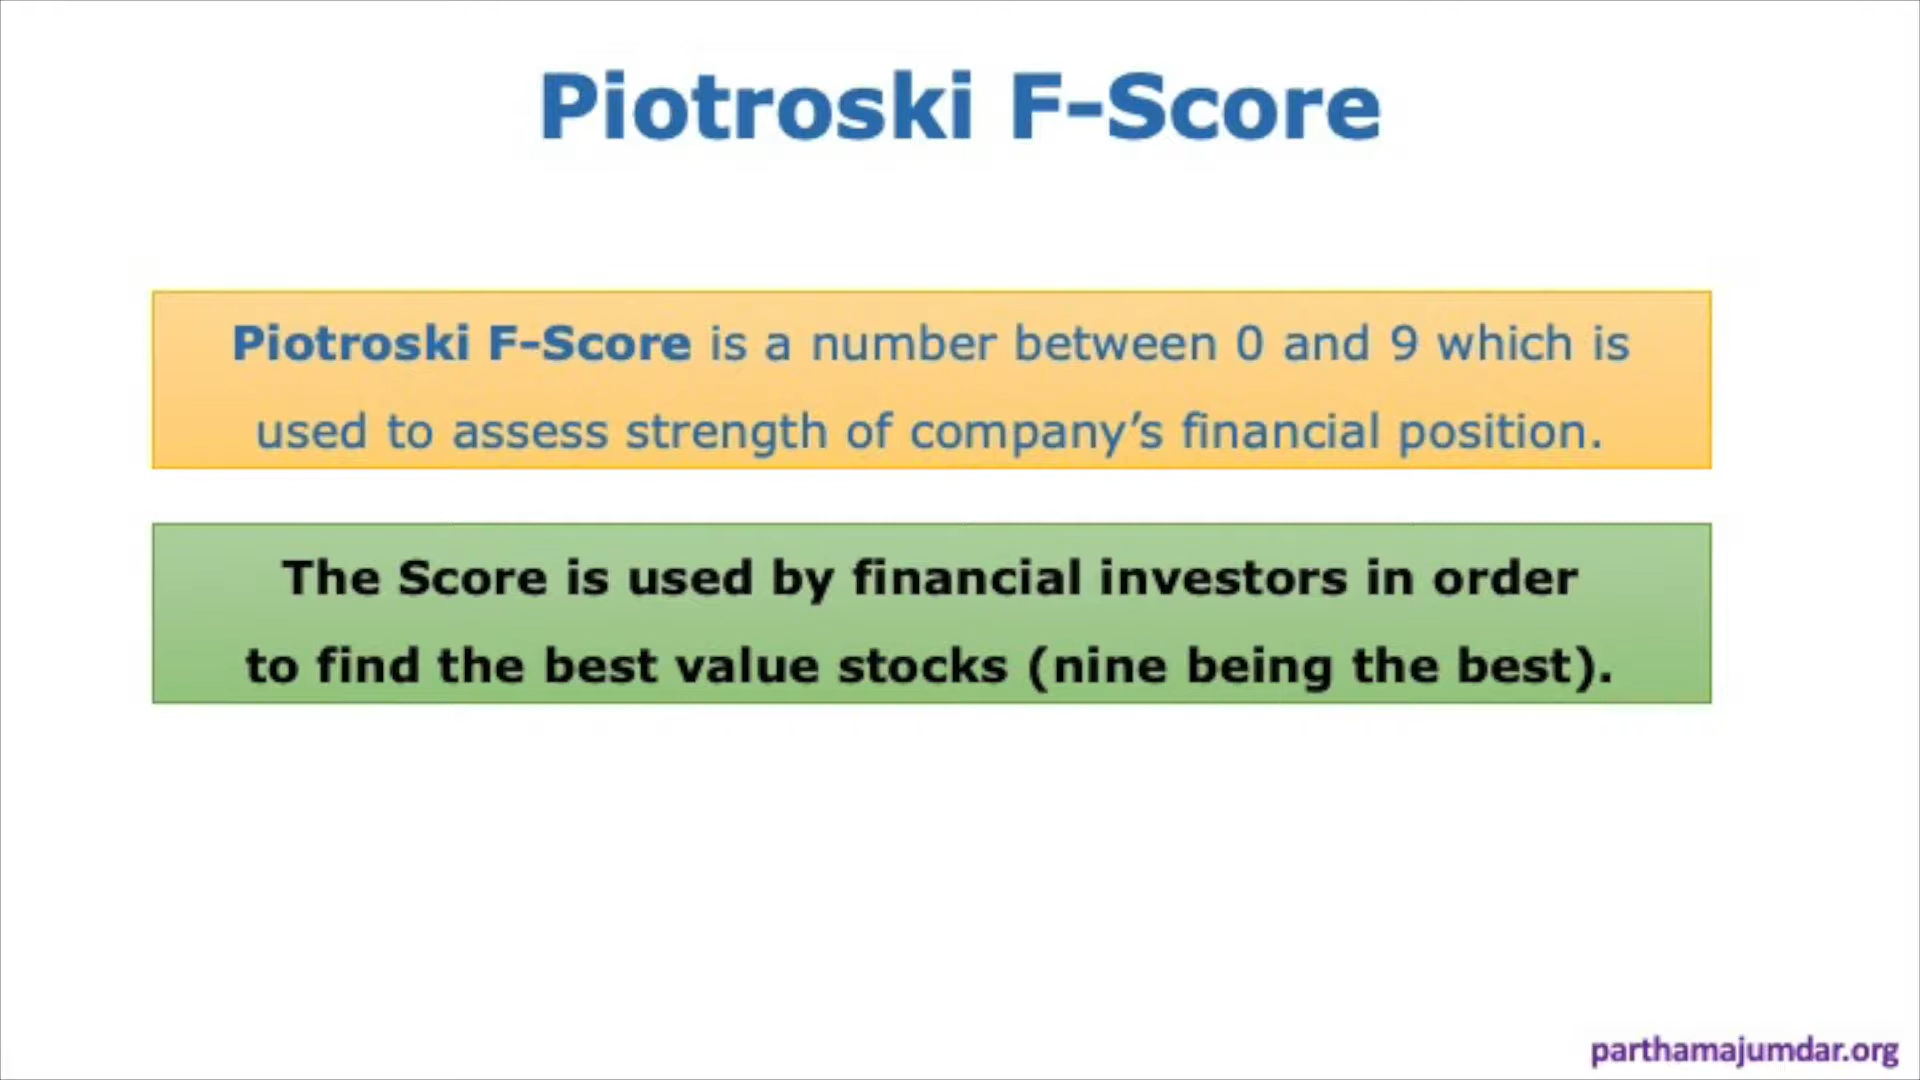 Piotroski F-Score
Piotroski F-Score is a number between 0 and 9 which is
used to assess strength of company’s financial position.
The Score is used by financial investors in order
to find the best value stocks (nine being the best).
parthamajumdar.org